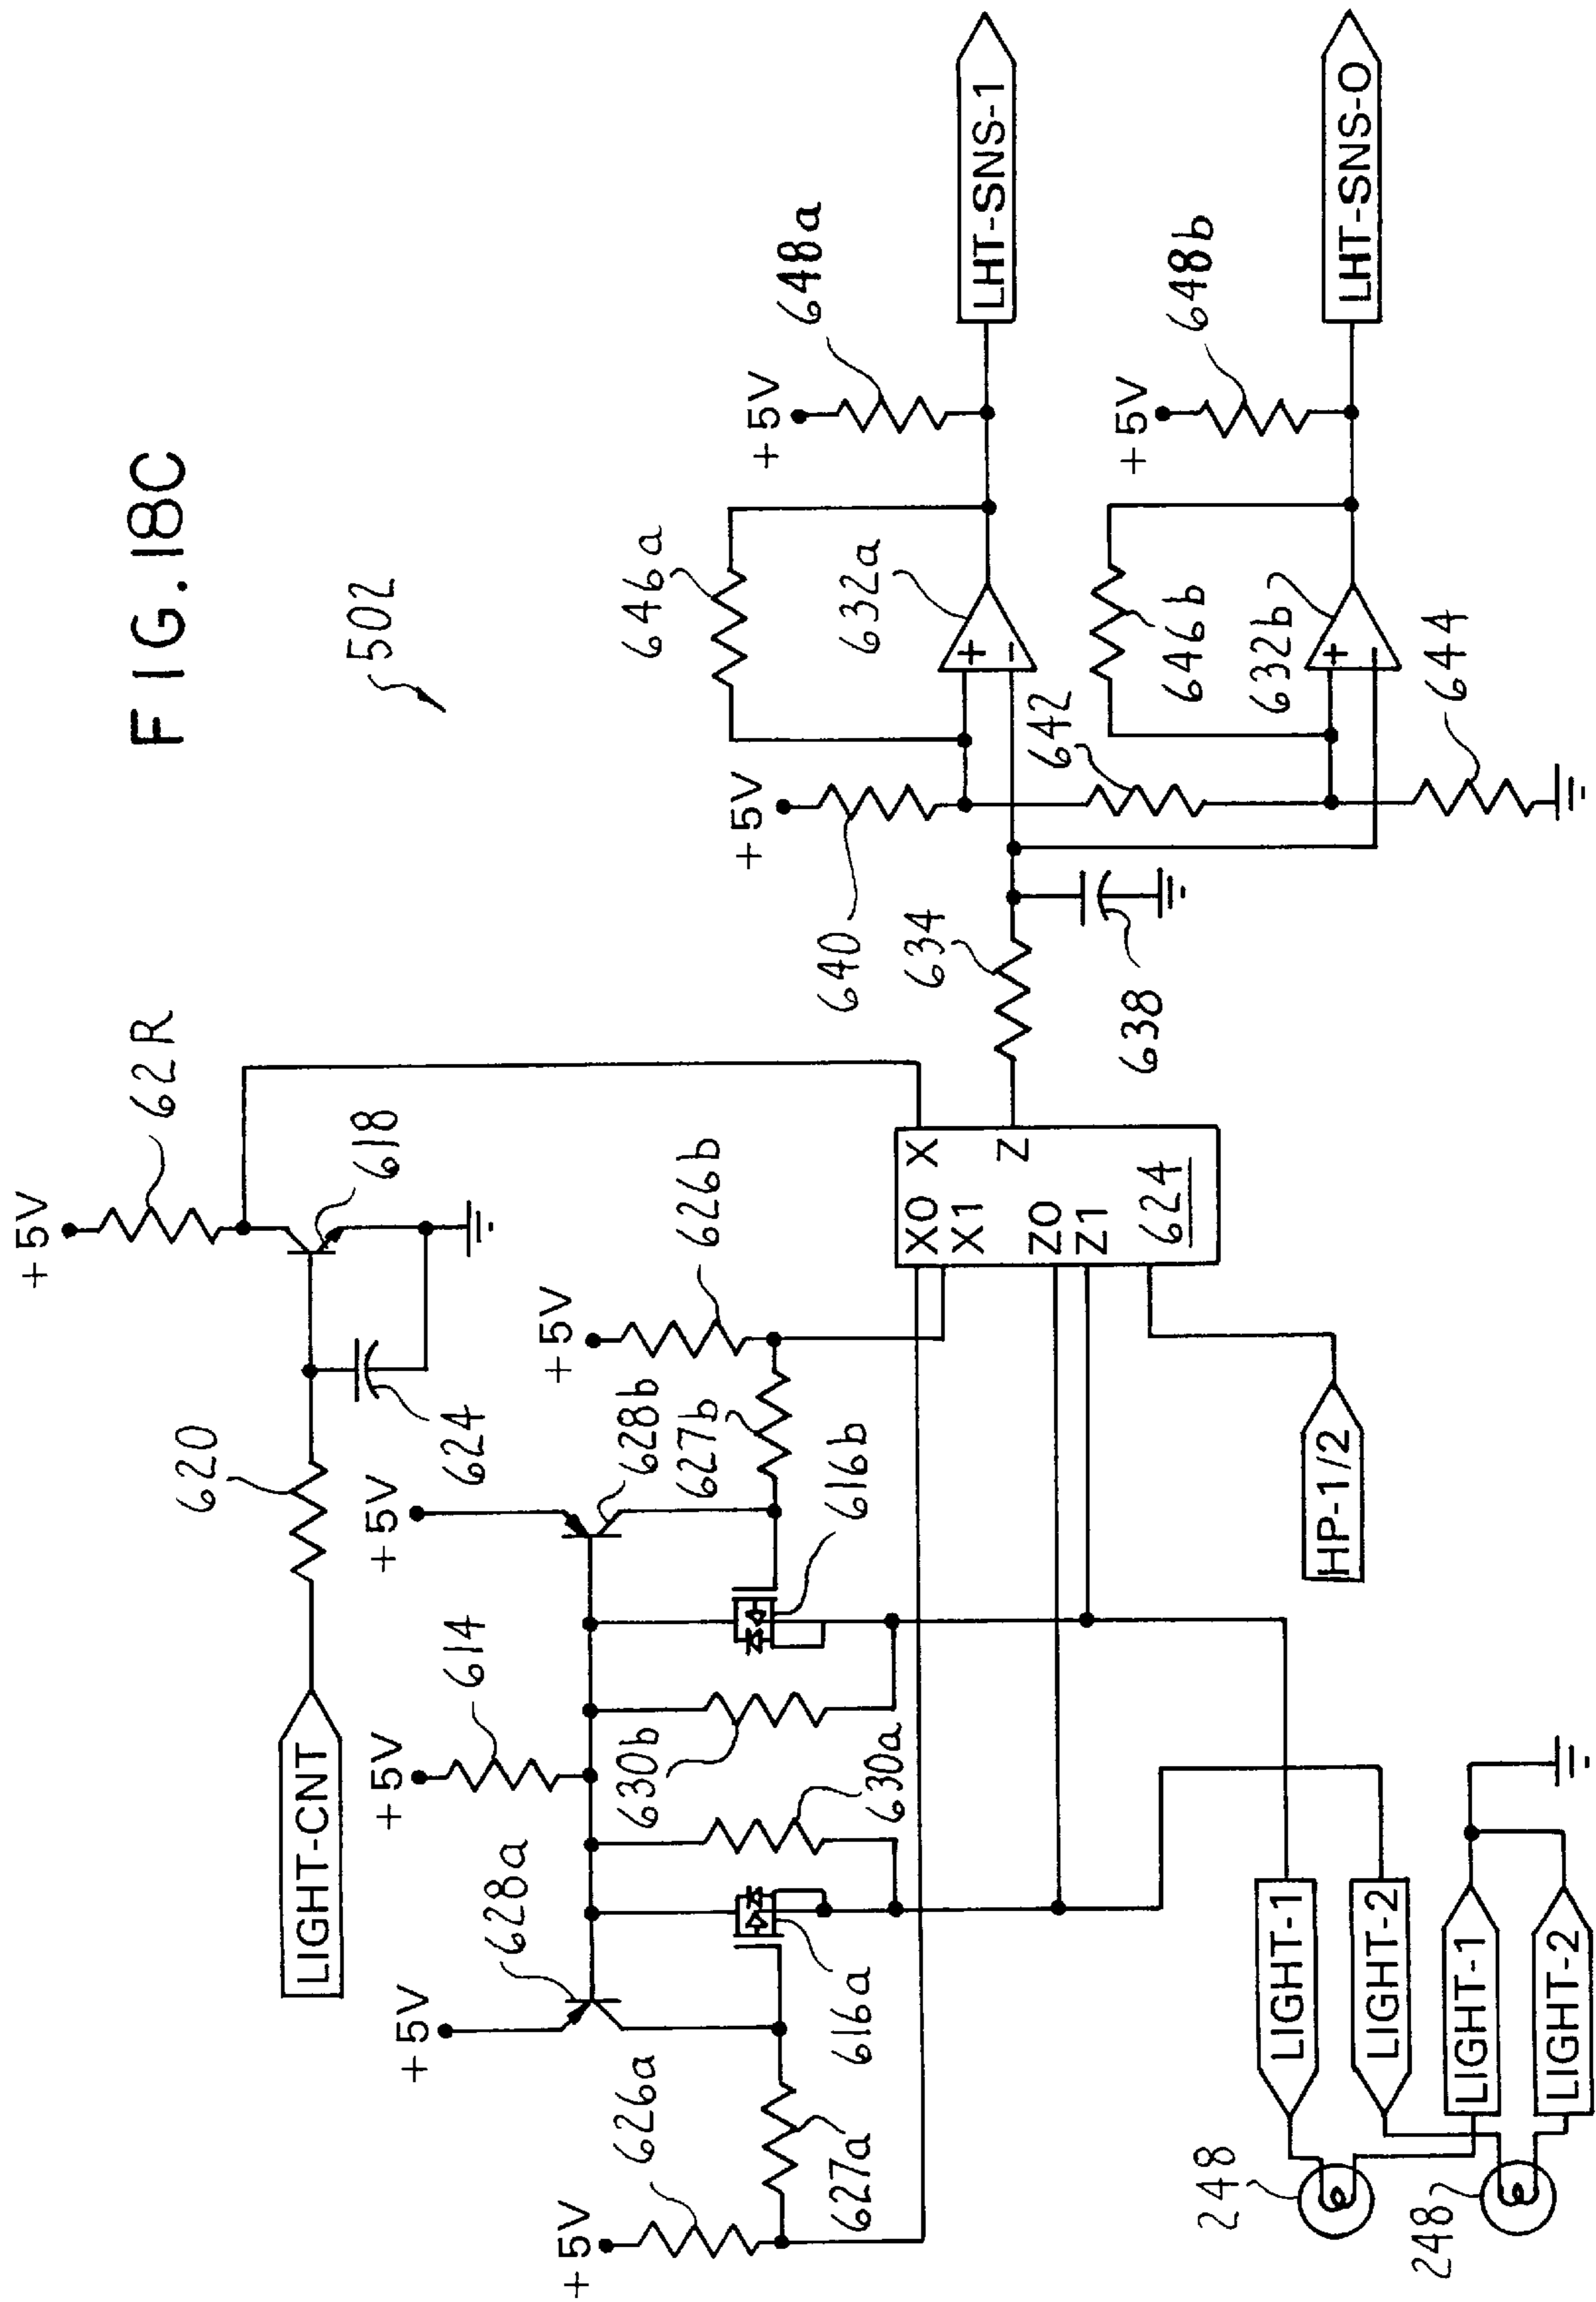 FIG. 18C
502
+5V
62R
618
LIGHT-CNT
620
624
+5V
628a
+5V
614
+5V
628b
+5V
626b
+5V
626a
627a
616a
630a
630b
616b
627b
X0
X1
X
Z
Z0
Z1
624
HP-1/2
634
638
+5V
640
642
644
646a
632a
+
-
+5V
648a
LHT-SNS-1
646b
632b
+
+5V
648b
LHT-SNS-0
LIGHT-1
LIGHT-2
LIGHT-1
LIGHT-2
248
248